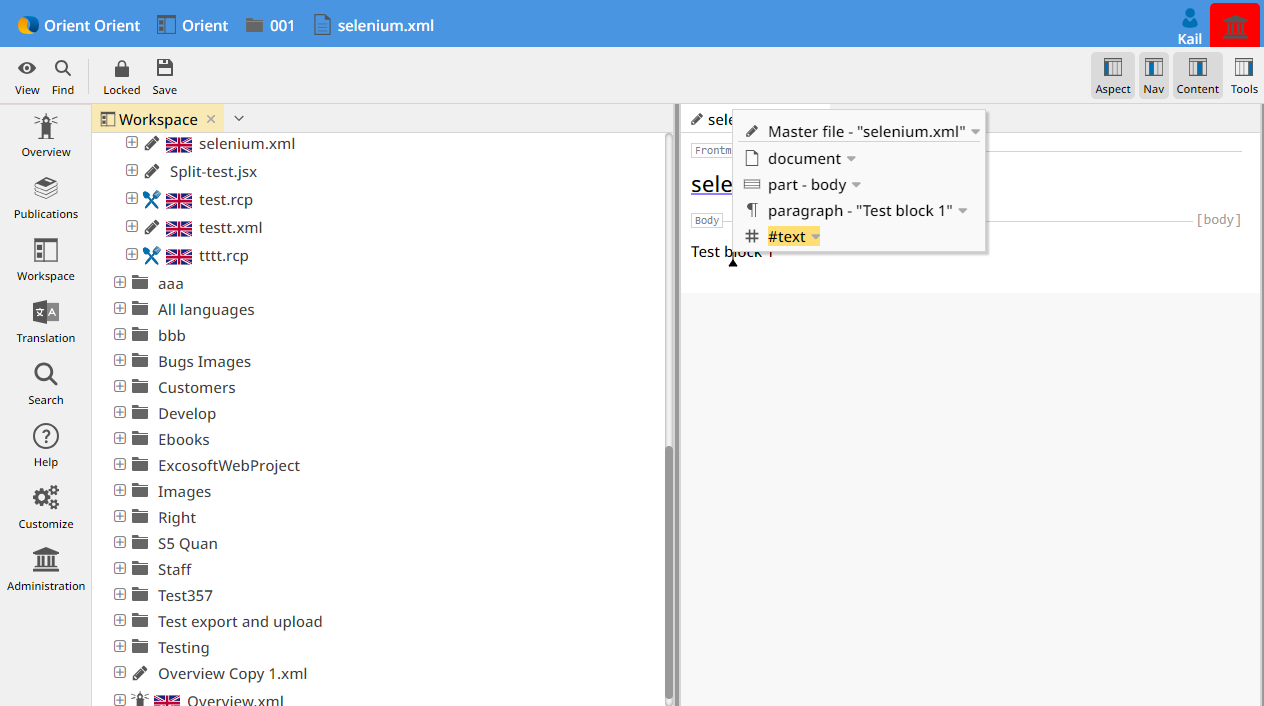 Orient Orient Orient 001 selenium.xml
Kail
View Find Locked Save Aspect Nav Content Tools
Overview
Publications
Workspace
Translation
Search
Help
Customize
Administration
Workspace
selenium.xml
Split-test.jsx
test.rcp
testt.xml
tttt.rcp
aaa
All languages
bbb
Bugs Images
Customers
Develop
Ebooks
ExcosoftWebProject
Images
Right
S5 Quan
Staff
Test357
Test export and upload
Testing
Overview Copy 1.xml
Overview.xml
sele
Frontm
sele
Body [body]
Test block 1
Master file - "selenium.xml"
document
part - body
paragraph - "Test block 1"
#text